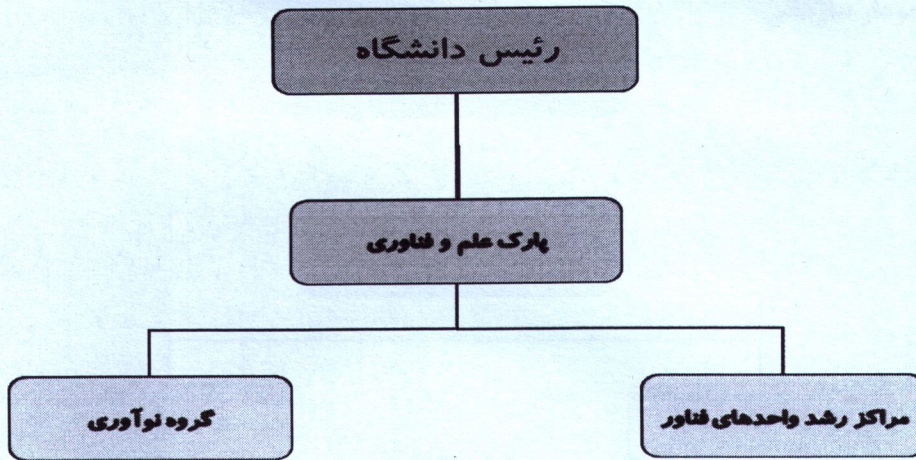 رئیس دانشگاه
پارک علم و فناوری
مراکز رشد واحدهای فناور
گروه نوآوری